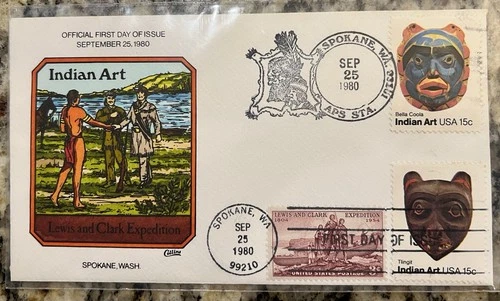 OFFICIAL FIRST DAY OF ISSUE
SEPTEMBER 25, 1980
Indian Art
Lewis and Clark Expedition
Collins
SPOKANE, WASH.
SPOKANE, WA
SEP
25
1980
APS STA.
Bella Coola
Indian Art USA 15c
SPOKANE, WA
SEP
25
1980
99210
LEWIS AND CLARK EXPEDITION
1804 1954
UNITED STATES POSTAGE 3¢
FIRST DAY OF ISSUE
Tlingit
Indian Art USA 15c